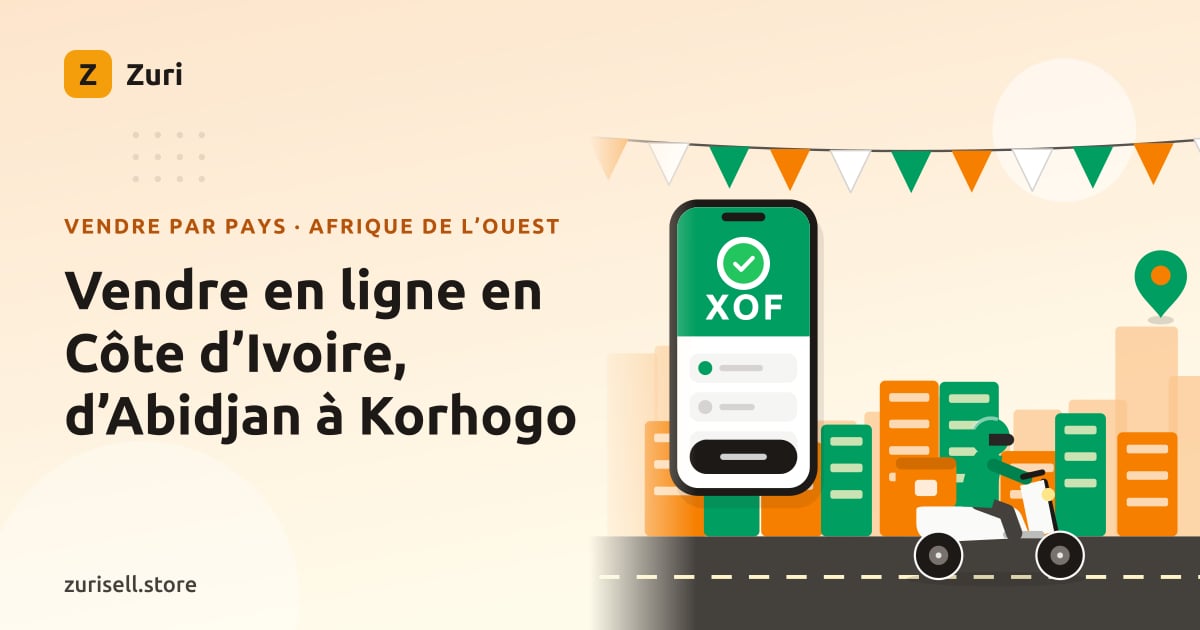 Z Zuri
VENDRE PAR PAYS · AFRIQUE DE L’OUEST
Vendre en ligne en
Côte d’Ivoire,
d’Abidjan à Korhogo
XOF
zurisell.store